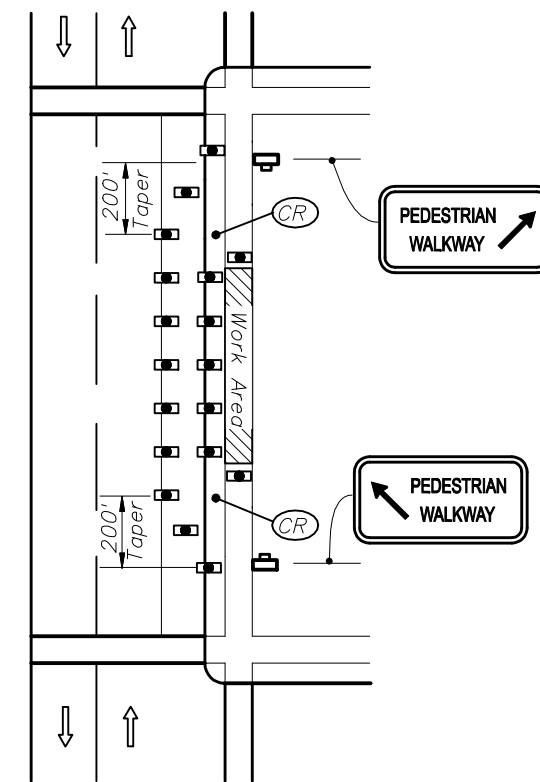 200'
Taper
CR
PEDESTRIAN
WALKWAY
Work Area
PEDESTRIAN
WALKWAY
200'
Taper
CR